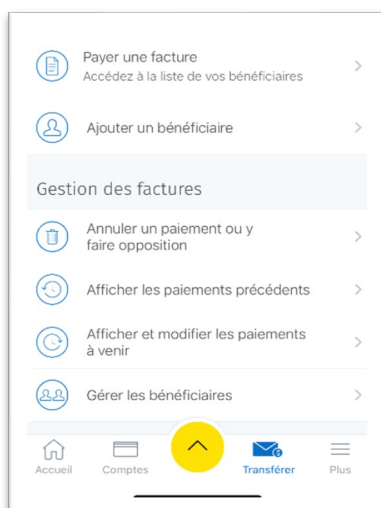 Payer une facture
Accédez à la liste de vos bénéficiaires
Ajouter un bénéficiaire
Gestion des factures
Annuler un paiement ou y
faire opposition
Afficher les paiements précédents
Afficher et modifier les paiements
à venir
Gérer les bénéficiaires
Accueil Comptes Transférer Plus